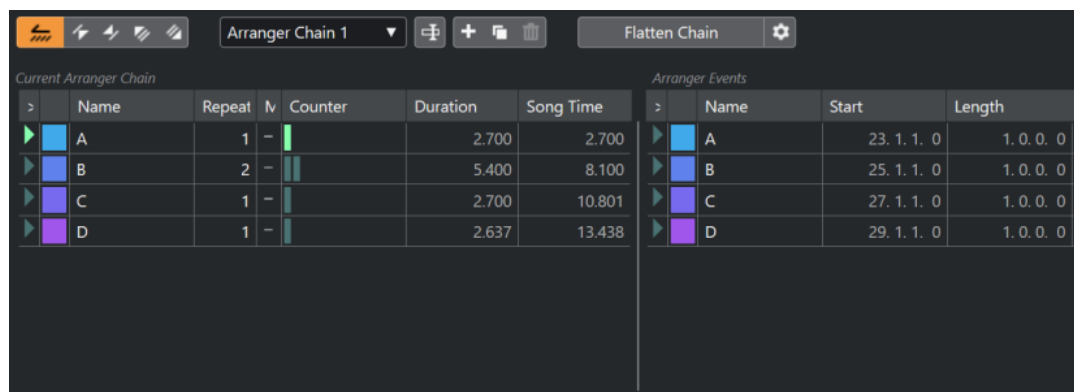 Arranger Chain 1 Flatten Chain
Current Arranger Chain Arranger Events
Name Repeat M Counter Duration Song Time Name Start Length
A 1 – 2.700 2.700 A 23. 1. 1. 0 1. 0. 0. 0
B 2 – 5.400 8.100 B 25. 1. 1. 0 1. 0. 0. 0
C 1 – 2.700 10.801 C 27. 1. 1. 0 1. 0. 0. 0
D 1 – 2.637 13.438 D 29. 1. 1. 0 1. 0. 0. 0